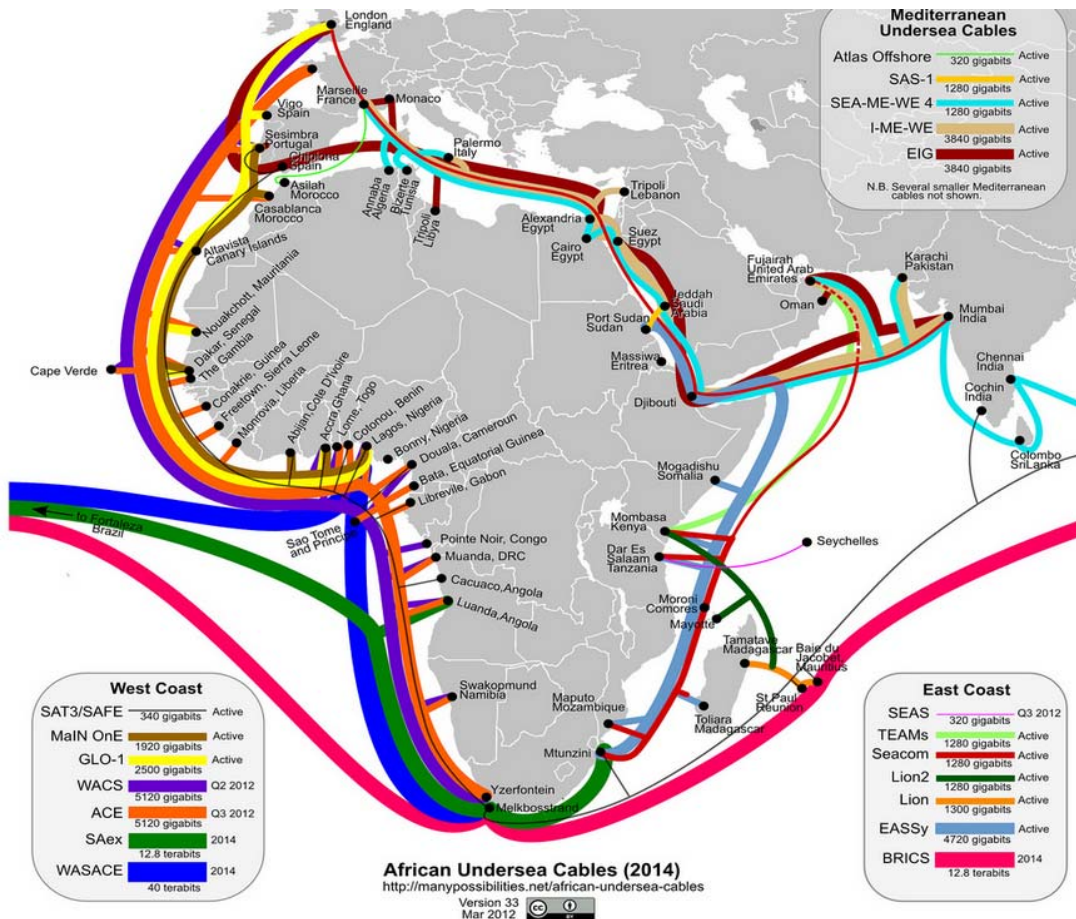 London
England
Vigo
Spain
Sesimbra
Portugal
Chipiona
Spain
Asilah
Morocco
Casablanca
Morocco
Altavista
Canary Islands
Marseille
France
Monaco
Palermo
Italy
Annaba
Algeria
Bizerte
Tunisia
Tripoli
Libya
Tripoli
Lebanon
Alexandria
Egypt
Cairo
Egypt
Suez
Egypt
Jeddah
Saudi
Arabia
Port Sudan
Sudan
Massiwa
Eritrea
Djibouti
Fujairah
United Arab
Emirates
Oman
Karachi
Pakistan
Mumbai
India
Chennai
India
Cochin
India
Colombo
SriLanka
Nouakchott, Mauritania
Dakar, Senegal
The Gambia
Cape Verde
Conakrie, Guinea
Freetown, Sierra Leone
Monrovia, Liberia
Abijan,Cote D'Ivoire
Accra,Ghana
Lome, Togo
Cotonou, Benin
Lagos, Nigeria
Bonny, Nigeria
Douala, Cameroun
Bata, Equatorial Guinea
Librevile, Gabon
Sao Tome
and Principe
to Fortaleza
Brazil
Pointe Noir, Congo
Muanda, DRC
Cacuaco,Angola
Luanda,Angola
Swakopmund
Namibia
Yzerfontein
Melkbosstrand
Mogadishu
Somalia
Mombasa
Kenya
Dar Es
Salaam
Tanzania
Seychelles
Moroni
Comores
Mayotte
Tamatave
Madagascar
Baie du
Jacobet,
Mauritius
St Paul
Reunion
Toliara
Madagascar
Maputo
Mozambique
Mtunzini
Mediterranean
Undersea Cables
Atlas Offshore 320 gigabits Active
SAS-1 1280 gigabits Active
SEA-ME-WE 4 1280 gigabits Active
I-ME-WE 3840 gigabits Active
EIG 3840 gigabits Active
N.B. Several smaller Mediterranean
cables not shown.
West Coast
SAT3/SAFE 340 gigabits Active
MaIN OnE 1920 gigabits Active
GLO-1 2500 gigabits Active
WACS 5120 gigabits Q2 2012
ACE 5120 gigabits Q3 2012
SAex 12.8 terabits 2014
WASACE 40 terabits 2014
East Coast
SEAS 320 gigabits Q3 2012
TEAMs 1280 gigabits Active
Seacom 1280 gigabits Active
Lion2 1280 gigabits Active
Lion 1300 gigabits Active
EASSy 4720 gigabits Active
BRICS 12.8 terabits 2014
African Undersea Cables (2014)
http://manypossibilities.net/african-undersea-cables
Version 33
Mar 2012
cc
BY